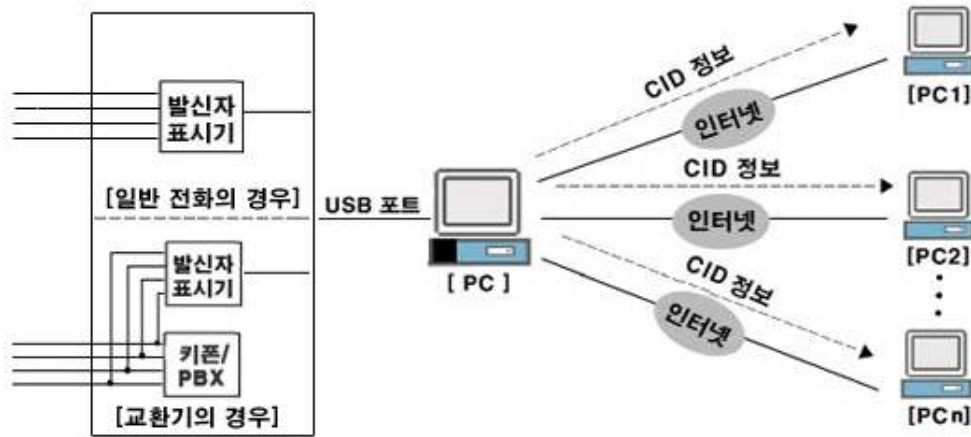 발신자
표시기
[일반 전화의 경우]
발신자
표시기
키폰/
PBX
[교환기의 경우]
USB 포트
[ PC ]
CID 정보
인터넷
[PC1]
CID 정보
인터넷
[PC2]
CID 정보
인터넷
[PCn]